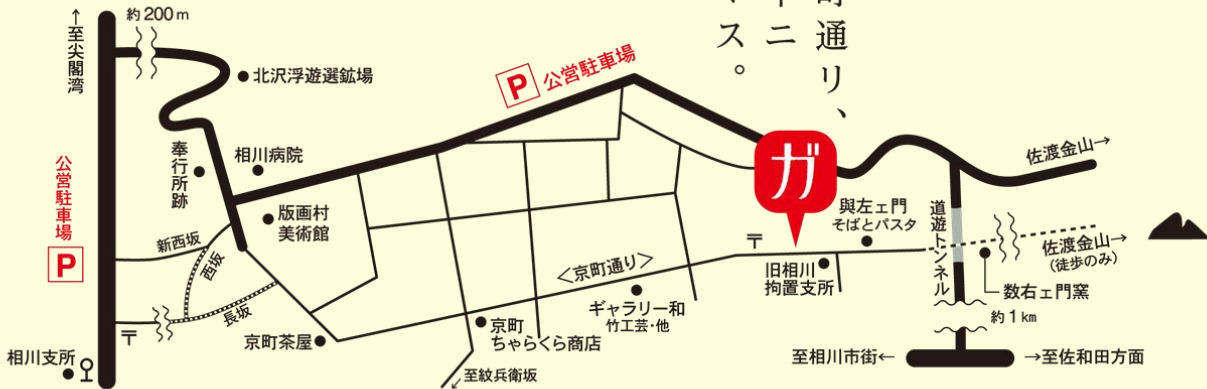 町通リ、
ニ
ス。
約200m
↑至尖閣湾
北沢浮遊選鉱場
P 公営駐車場
奉行所跡
相川病院
版画村
美術館
公営駐車場
P
新西坂
西坂
長坂
〒
相川支所
京町茶屋
<京町通り>
京町
ちゃらくら商店
ギャラリー和
竹工芸・他
↙至紋兵衛坂
ガ
〒
旧相川
拘置支所
與左ェ門
そばとパスタ
道遊トンネル
佐渡金山→
佐渡金山→
(徒歩のみ)
数右ェ門窯
約1km
至相川市街←
→至佐和田方面